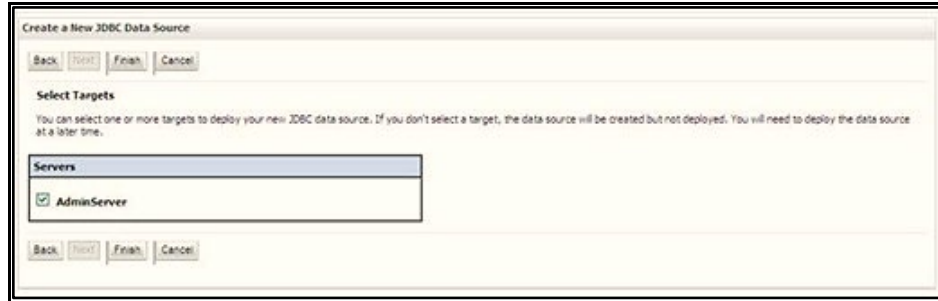 Create a New JDBC Data Source
Back Next Finish Cancel
Select Targets
You can select one or more targets to deploy your new JDBC data source. If you don't select a target, the data source will be created but not deployed. You will need to deploy the data source
at a later time.
Servers
AdminServer
Back Next Finish Cancel